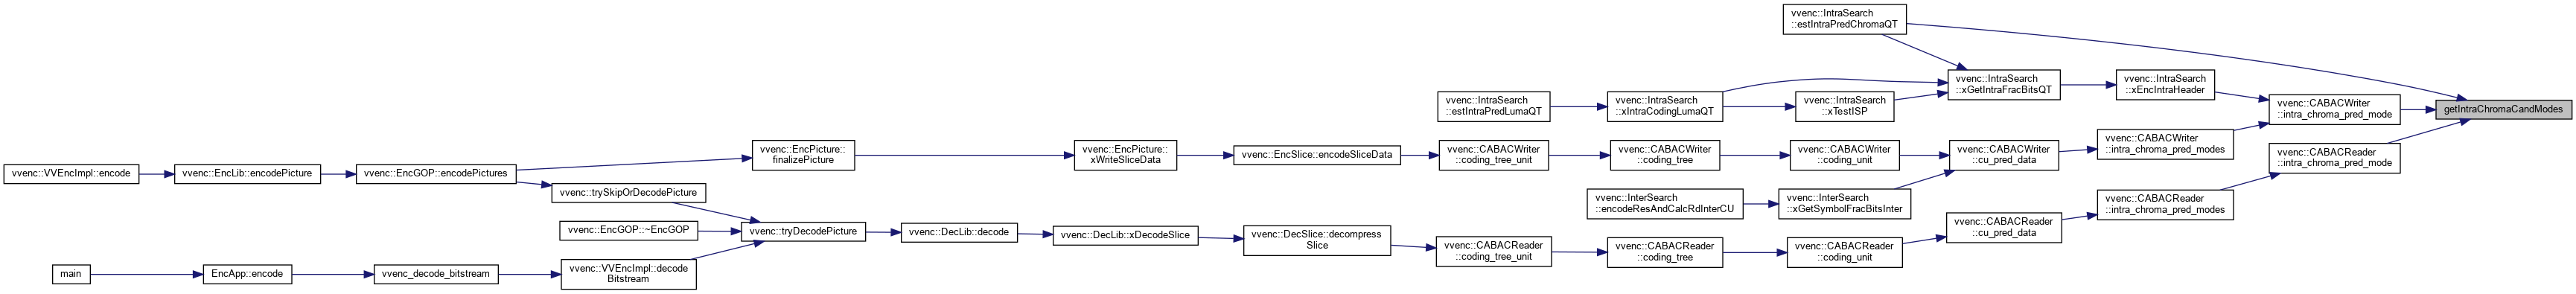 vvenc::IntraSearch
::estIntraPredChromaQT
vvenc::IntraSearch
::xGetIntraFracBitsQT
vvenc::IntraSearch
::xEncIntraHeader
vvenc::IntraSearch
::estIntraPredLumaQT
vvenc::IntraSearch
::xIntraCodingLumaQT
vvenc::IntraSearch
::xTestISP
vvenc::CABACWriter
::intra_chroma_pred_mode
getIntraChromaCandModes
vvenc::EncPicture::
finalizePicture
vvenc::EncPicture::
xWriteSliceData
vvenc::EncSlice::encodeSliceData
vvenc::CABACWriter
::coding_tree_unit
vvenc::CABACWriter
::coding_tree
vvenc::CABACWriter
::coding_unit
vvenc::CABACWriter
::cu_pred_data
vvenc::CABACWriter
::intra_chroma_pred_modes
vvenc::CABACReader
::intra_chroma_pred_mode
vvenc::VVEncImpl::encode
vvenc::EncLib::encodePicture
vvenc::EncGOP::encodePictures
vvenc::trySkipOrDecodePicture
vvenc::InterSearch
::encodeResAndCalcRdInterCU
vvenc::InterSearch
::xGetSymbolFracBitsInter
vvenc::CABACReader
::intra_chroma_pred_modes
vvenc::EncGOP::~EncGOP
vvenc::tryDecodePicture
vvenc::DecLib::decode
vvenc::DecLib::xDecodeSlice
vvenc::DecSlice::decompress
Slice
vvenc::CABACReader
::coding_tree_unit
vvenc::CABACReader
::coding_tree
vvenc::CABACReader
::coding_unit
vvenc::CABACReader
::cu_pred_data
main
EncApp::encode
vvenc_decode_bitstream
vvenc::VVEncImpl::decode
Bitstream